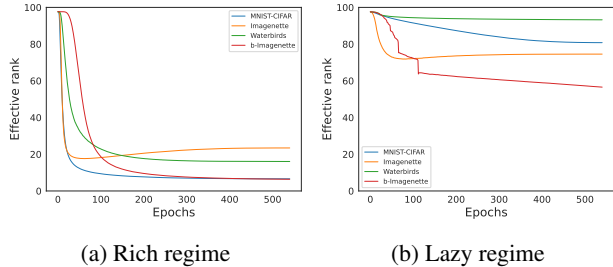 Effective rank
100
80
60
40
20
0
MNIST-CIFAR
Imagenette
Waterbirds
b-Imagenette
0 100 200 300 400 500
Epochs
(a) Rich regime
Effective rank
100
80
60
40
20
0
MNIST-CIFAR
Imagenette
Waterbirds
b-Imagenette
0 100 200 300 400 500
Epochs
(b) Lazy regime